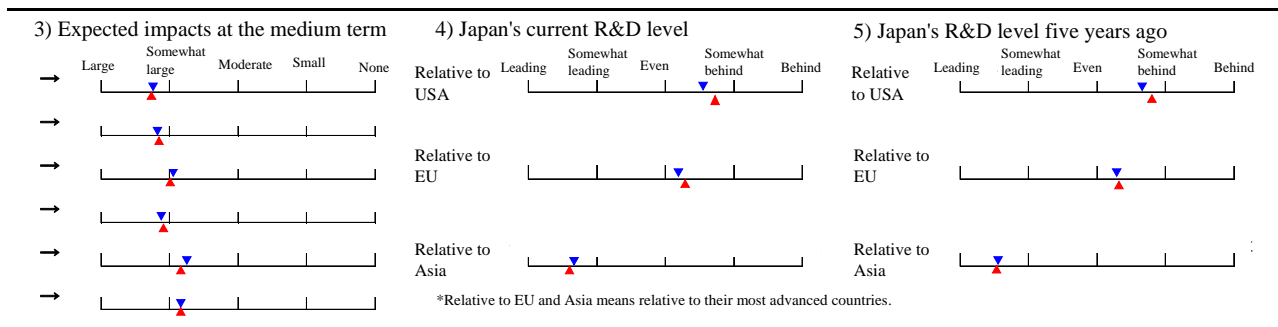 3) Expected impacts at the medium term
Large
Somewhat
large
Moderate
Small
None
4) Japan's current R&D level
Leading
Somewhat
leading
Even
Somewhat
behind
Behind
Relative to
USA
Relative to
EU
Relative to
Asia
*Relative to EU and Asia means relative to their most advanced countries.
5) Japan's R&D level five years ago
Leading
Somewhat
leading
Even
Somewhat
behind
Behind
Relative
to USA
Relative to
EU
Relative to
Asia